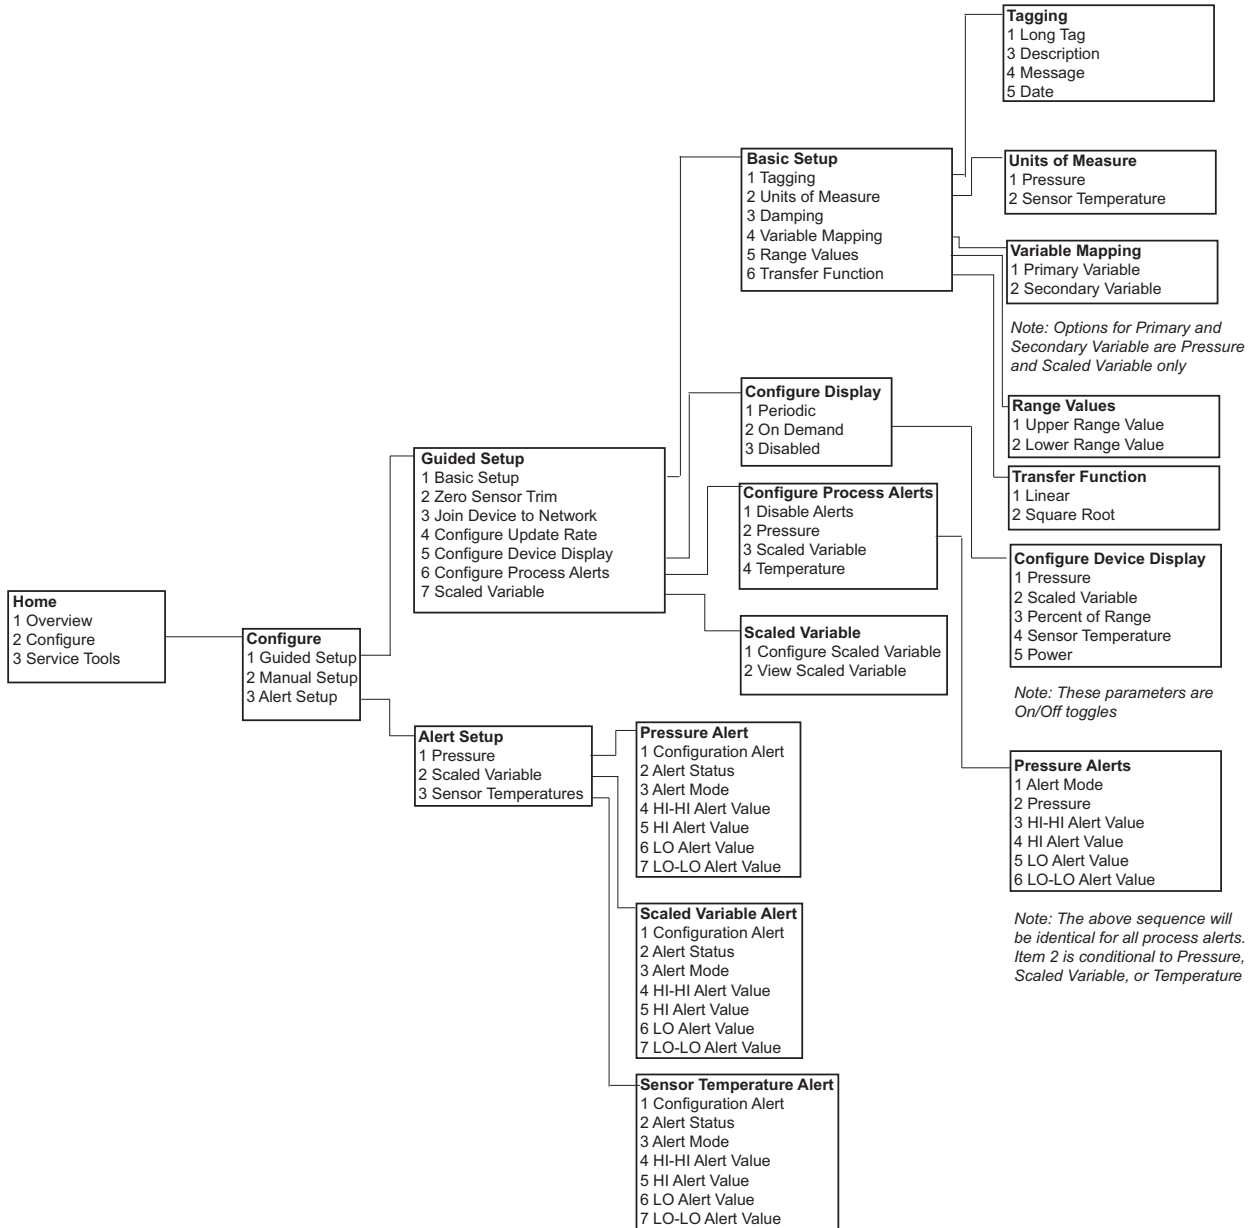 Home
1 Overview
2 Configure
3 Service Tools
Configure
1 Guided Setup
2 Manual Setup
3 Alert Setup
Guided Setup
1 Basic Setup
2 Zero Sensor Trim
3 Join Device to Network
4 Configure Update Rate
5 Configure Device Display
6 Configure Process Alerts
7 Scaled Variable
Alert Setup
1 Pressure
2 Scaled Variable
3 Sensor Temperatures
Basic Setup
1 Tagging
2 Units of Measure
3 Damping
4 Variable Mapping
5 Range Values
6 Transfer Function
Configure Display
1 Periodic
2 On Demand
3 Disabled
Configure Process Alerts
1 Disable Alerts
2 Pressure
3 Scaled Variable
4 Temperature
Scaled Variable
1 Configure Scaled Variable
2 View Scaled Variable
Pressure Alert
1 Configuration Alert
2 Alert Status
3 Alert Mode
4 HI-HI Alert Value
5 HI Alert Value
6 LO Alert Value
7 LO-LO Alert Value
Scaled Variable Alert
1 Configuration Alert
2 Alert Status
3 Alert Mode
4 HI-HI Alert Value
5 HI Alert Value
6 LO Alert Value
7 LO-LO Alert Value
Sensor Temperature Alert
1 Configuration Alert
2 Alert Status
3 Alert Mode
4 HI-HI Alert Value
5 HI Alert Value
6 LO Alert Value
7 LO-LO Alert Value
Tagging
1 Long Tag
3 Description
4 Message
5 Date
Units of Measure
1 Pressure
2 Sensor Temperature
Variable Mapping
1 Primary Variable
2 Secondary Variable
Note: Options for Primary and
Secondary Variable are Pressure
and Scaled Variable only
Range Values
1 Upper Range Value
2 Lower Range Value
Transfer Function
1 Linear
2 Square Root
Configure Device Display
1 Pressure
2 Scaled Variable
3 Percent of Range
4 Sensor Temperature
5 Power
Note: These parameters are
On/Off toggles
Pressure Alerts
1 Alert Mode
2 Pressure
3 HI-HI Alert Value
4 HI Alert Value
5 LO Alert Value
6 LO-LO Alert Value
Note: The above sequence will
be identical for all process alerts.
Item 2 is conditional to Pressure,
Scaled Variable, or Temperature